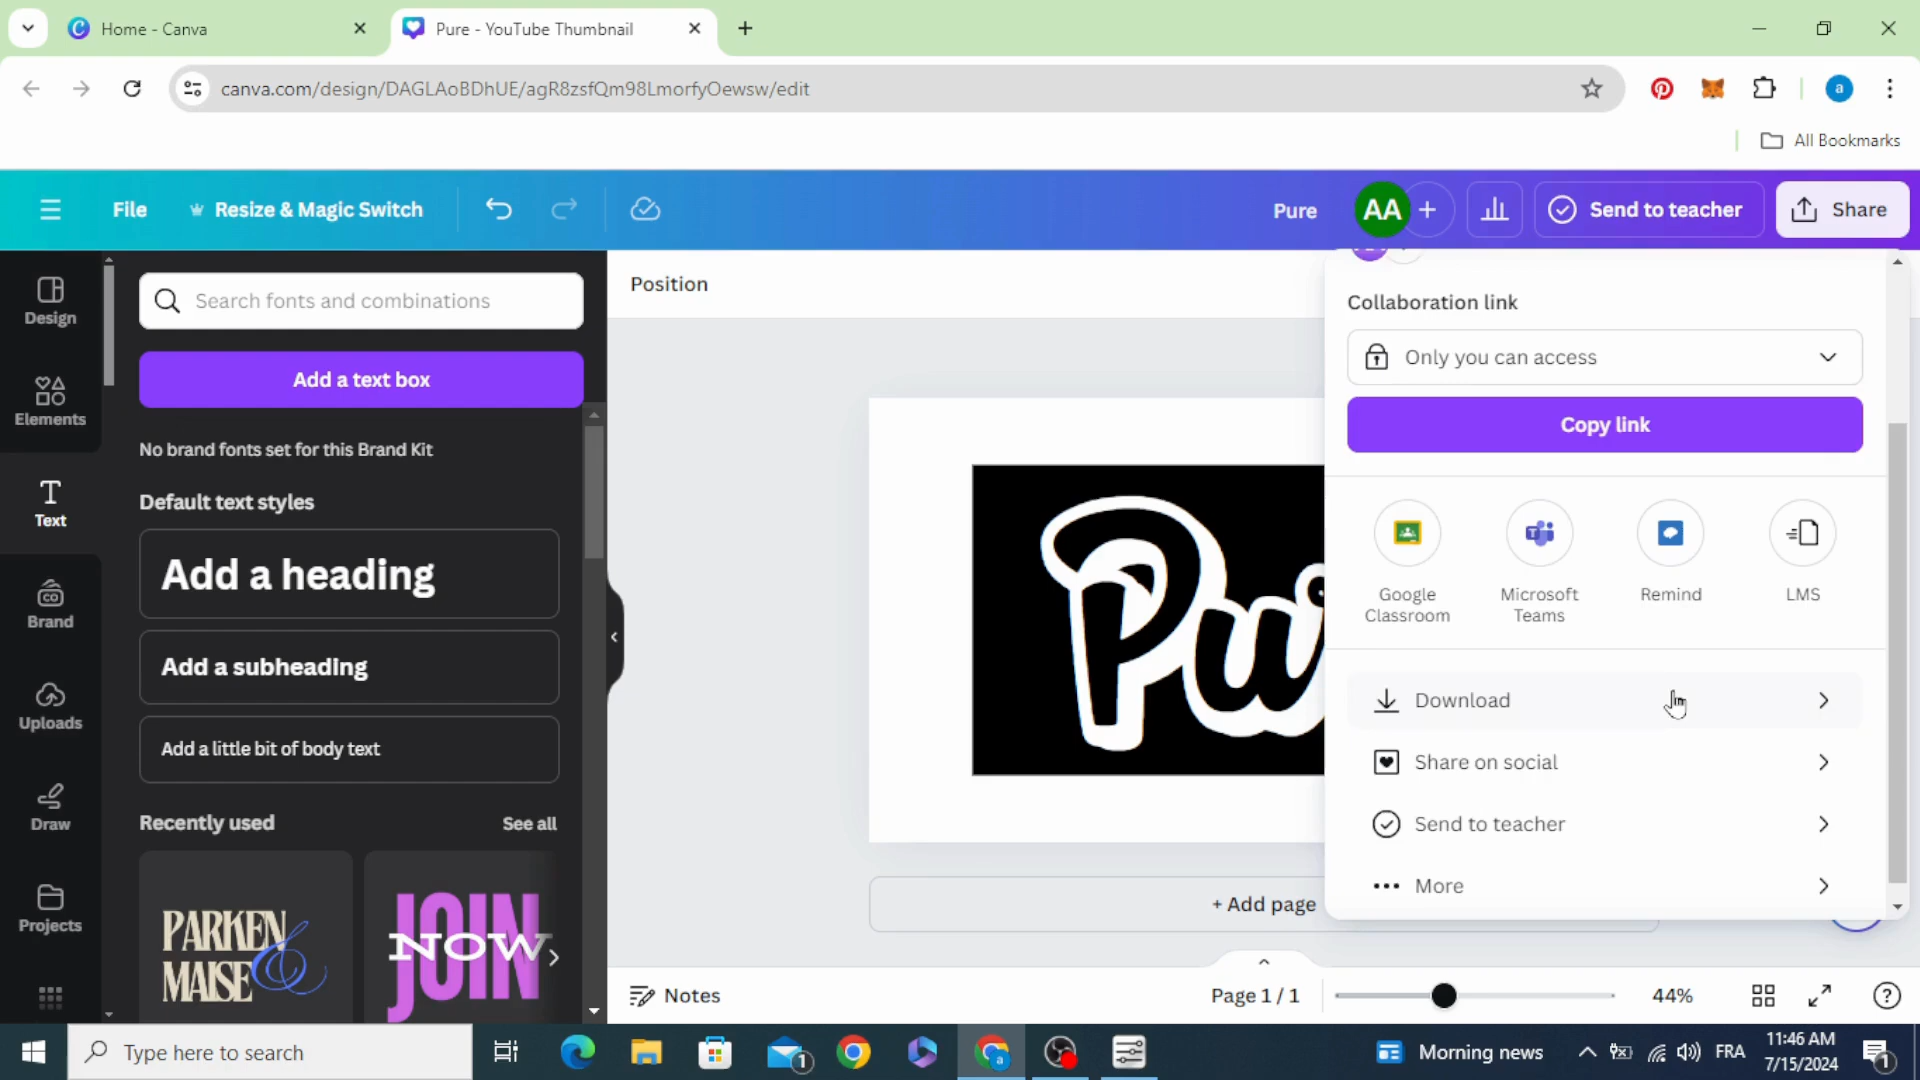 Home - Canva
Pure - YouTube Thumbnail
canva.com/design/DAGLAoBDhUE/agR8zsfQm98LmorfyOewsw/edit
a
All Bookmarks
File
Resize & Magic Switch
Pure
AA
Send to teacher
Share
Design
Elements
Text
Brand
Uploads
Draw
Projects
Search fonts and combinations
Add a text box
No brand fonts set for this Brand Kit
Default text styles
Add a heading
Add a subheading
Add a little bit of body text
Recently used
See all
PARKEN
&
MAISE
JOIN
NOW
Position
+ Add page
Notes
Page 1 / 1
44%
Collaboration link
Only you can access
Copy link
Google
Classroom
Microsoft
Teams
Remind
LMS
Download
Share on social
Send to teacher
More
Type here to search
1
Morning news
FRA
11:46 AM
7/15/2024
1